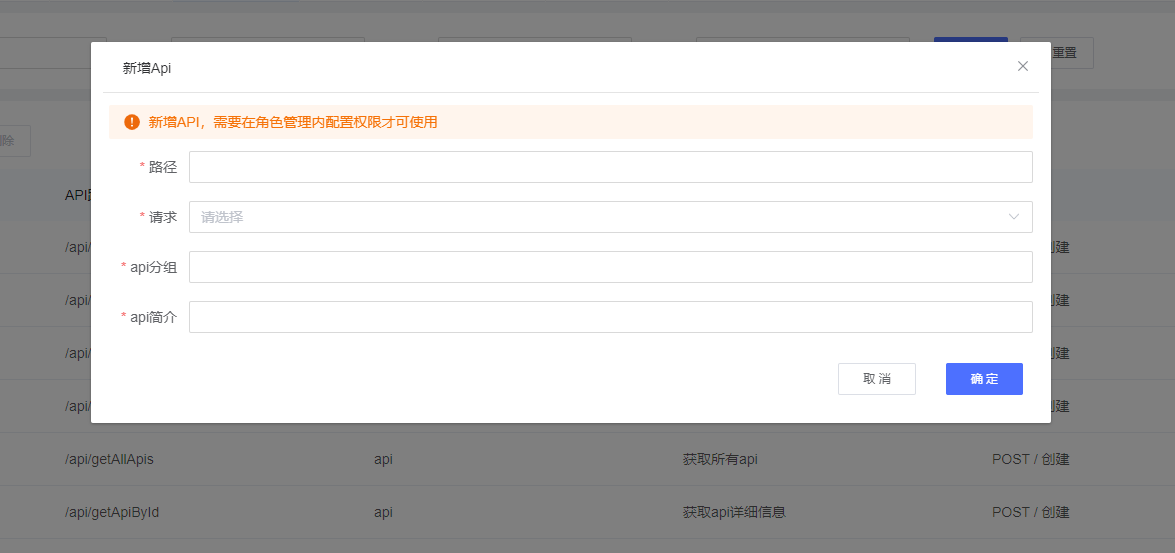 重置
新增Api
除
新增API，需要在角色管理内配置权限才可使用
* 路径
API
* 请求 请选择
/api/ 创建
* api分组
/api/ / 创建
* api简介
/api/ / 创建
取消 确定
/api/ / 创建
/api/getAllApis api 获取所有api POST / 创建
/api/getApiById api 获取api详细信息 POST / 创建